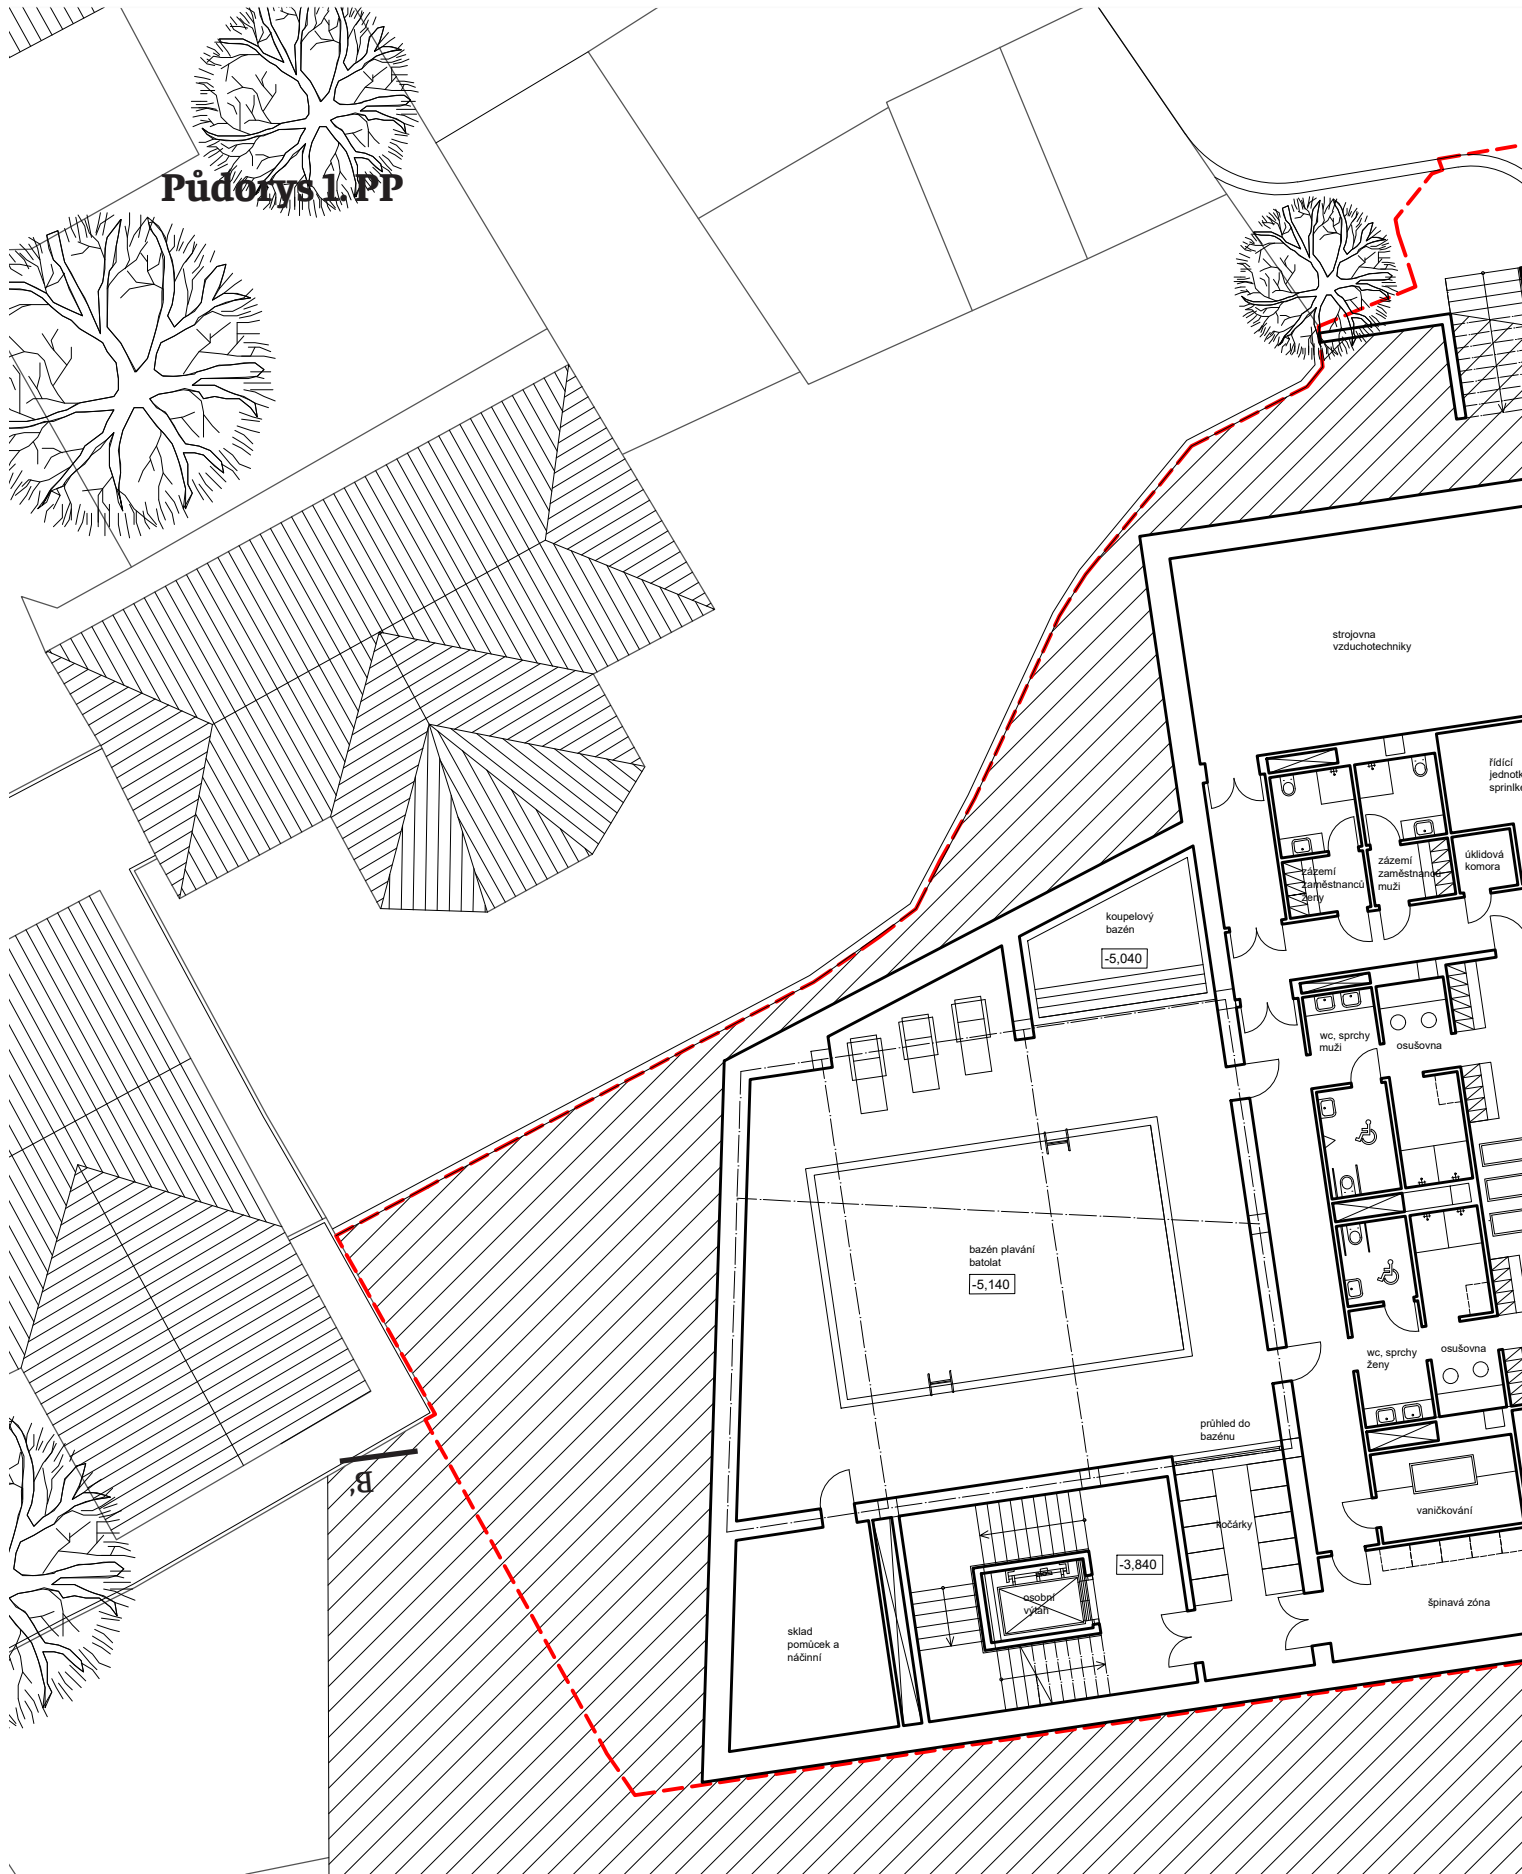 Půdorys 1. PP
strojovna
vzduchotechniky
řídící
jednotk
sprinkle
zázemí
zaměstnanců
ženy
zázemí
zaměstnanců
muži
úklidová
komora
koupelový
bazén
-5,040
wc, sprchy
muži
osušovna
bazén plavání
batolat
-5,140
wc, sprchy
ženy
osušovna
průhled do
bazénu
B'
vaničkování
kočárky
-3,840
osobní
výtah
špinavá zóna
sklad
pomůcek a
náčinní